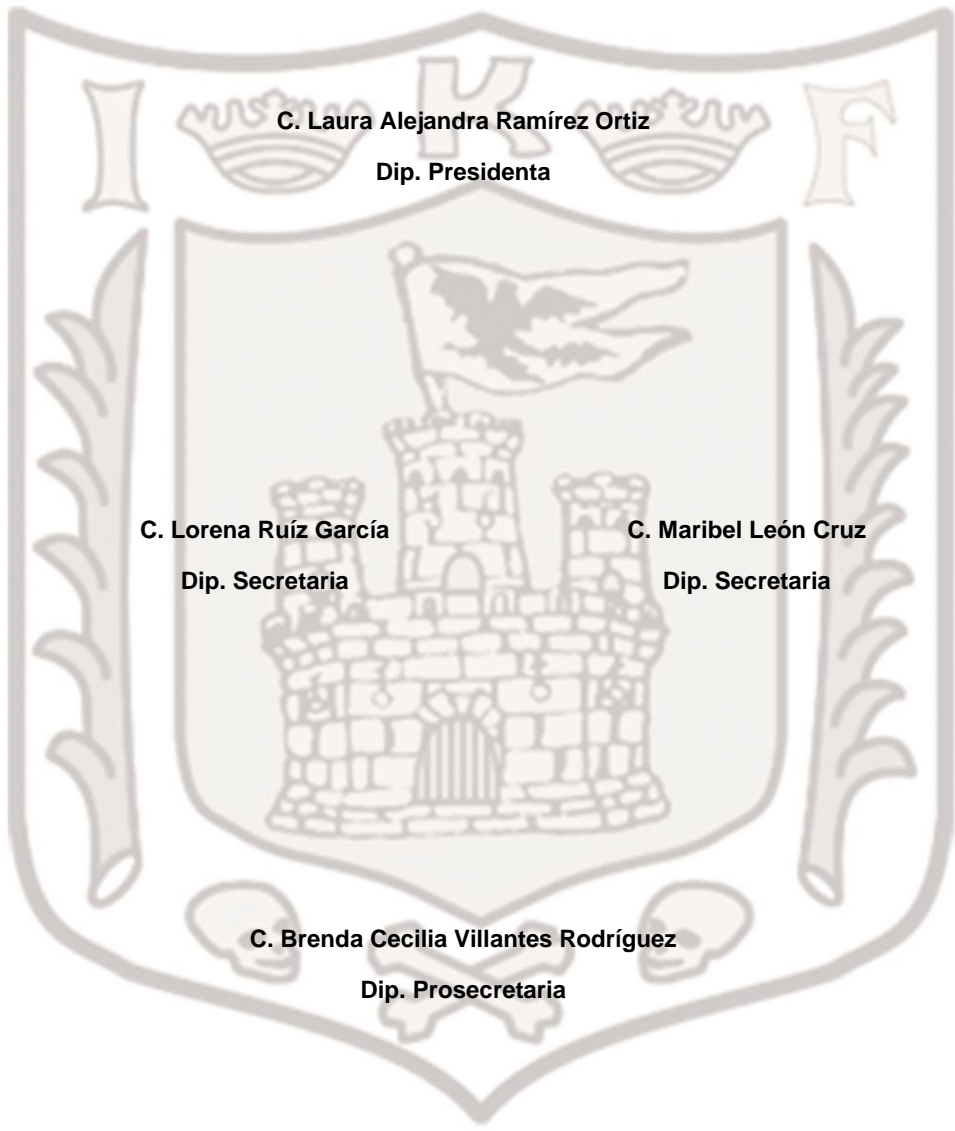 I K F
C. Laura Alejandra Ramírez Ortiz
Dip. Presidenta
C. Lorena Ruíz García
C. Maribel León Cruz
Dip. Secretaria
Dip. Secretaria
C. Brenda Cecilia Villantes Rodríguez
Dip. Prosecretaria